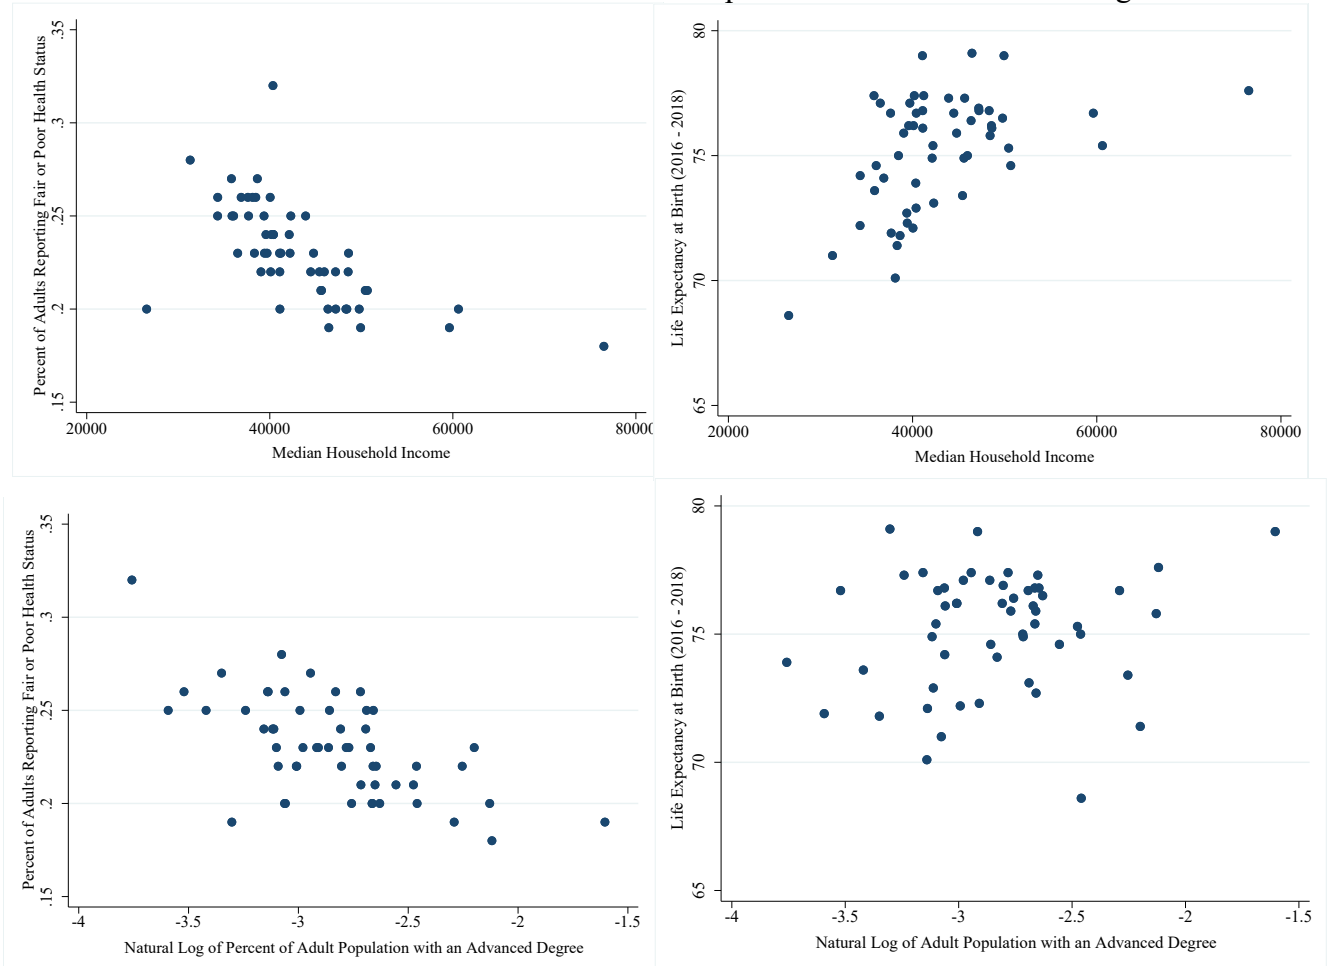 Percent of Adults Reporting Fair or Poor Health Status
.35
.3
.25
.2
.15
20000 40000 60000 80000
Median Household Income
Life Expectancy at Birth (2016 - 2018)
80
75
70
65
20000 40000 60000 80000
Median Household Income
Percent of Adults Reporting Fair or Poor Health Status
.35
.3
.25
.2
.15
-4 -3.5 -3 -2.5 -2 -1.5
Natural Log of Percent of Adult Population with an Advanced Degree
Life Expectancy at Birth (2016 - 2018)
80
75
70
65
-4 -3.5 -3 -2.5 -2 -1.5
Natural Log of Adult Population with an Advanced Degree